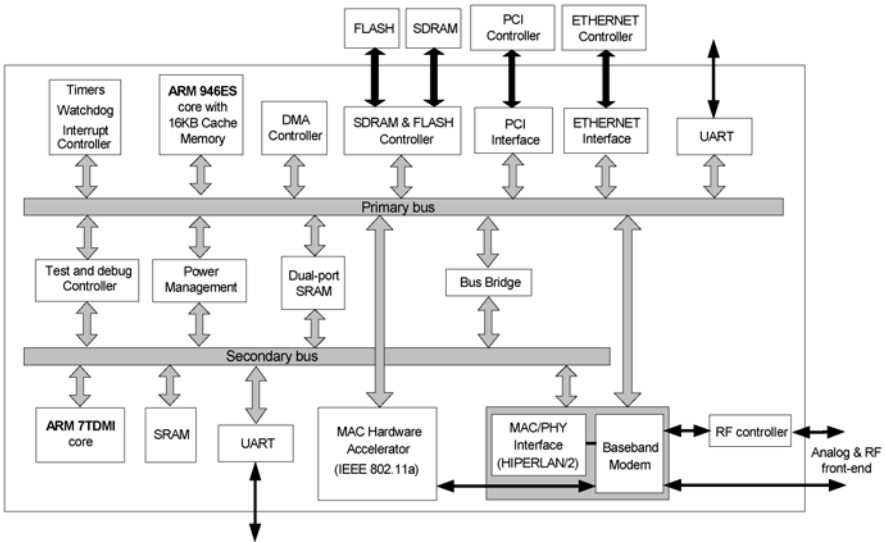 FLASH
SDRAM
PCI
Controller
ETHERNET
Controller
Timers
Watchdog
Interrupt
Controller
ARM 946ES
core with
16KB Cache
Memory
DMA
Controller
SDRAM & FLASH
Controller
PCI
Interface
ETHERNET
Interface
UART
Primary bus
Test and debug
Controller
Power
Management
Dual-port
SRAM
Bus Bridge
Secondary bus
ARM 7TDMI
core
SRAM
UART
MAC Hardware
Accelerator
(IEEE 802.11a)
MAC/PHY
Interface
(HIPERLAN/2)
Baseband
Modem
RF controller
Analog & RF
front-end